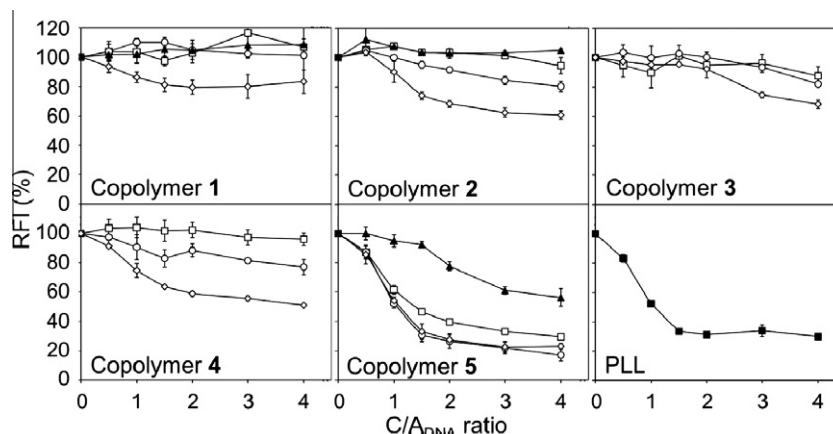 120
100
80
60
40
20
0
Copolymer 1
Copolymer 2
Copolymer 3
RFI (%)
100
80
60
40
20
0
Copolymer 4
Copolymer 5
PLL
0 1 2 3 4
0 1 2 3 4
0 1 2 3 4
C/ADNA ratio